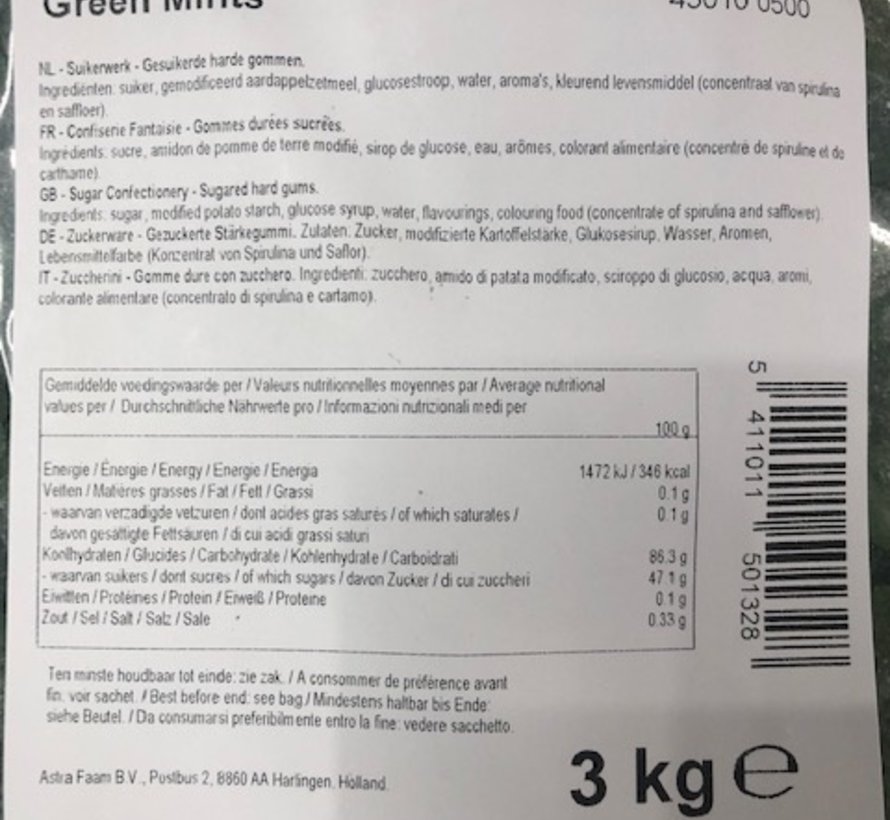 Green Mints
45010 0500
NL - Suikerwerk - Gesuikerde harde gommen.
Ingrediënten: suiker, gemodificeerd aardappelzetmeel, glucosestroop, water, aroma's, kleurend levensmiddel (concentraat van spirulina
en saffloer).
FR - Confiserie Fantaisie - Gommes durées sucrées.
Ingrédients: sucre, amidon de pomme de terre modifié, sirop de glucose, eau, arômes, colorant alimentaire (concentré de spiruline et de
carthame).
GB - Sugar Confectionery - Sugared hard gums.
Ingredients: sugar, modified potato starch, glucose syrup, water, flavourings, colouring food (concentrate of spirulina and safflower).
DE - Zuckerware - Gezuckerte Stärkegummi. Zutaten: Zucker, modifizierte Kartoffelstärke, Glukosesirup, Wasser, Aromen,
Lebensmittelfarbe (Konzentrat von Spirulina und Saflor).
IT - Zuccherini - Gomme dure con zucchero. Ingredienti: zucchero, amido di patata modificato, sciroppo di glucosio, acqua, aromi,
colorante alimentare (concentrato di spirulina e cartamo).
Gemiddelde voedingswaarde per / Valeurs nutritionnelles moyennes par / Average nutritional
values per / Durchschnittliche Nährwerte pro / Informazioni nutrizionali medi per
100 g
Energie / Énergie / Energy / Energie / Energia 1472 kJ / 346 kcal
Vetten / Matières grasses / Fat / Fett / Grassi 0.1 g
- waarvan verzadigde vetzuren / dont acides gras saturés / of which saturates / 0.1 g
davon gesättigte Fettsäuren / di cui acidi grassi saturi
Koolhydraten / Glucides / Carbohydrate / Kohlenhydrate / Carboidrati 86.3 g
- waarvan suikers / dont sucres / of which sugars / davon Zucker / di cui zuccheri 47.1 g
Eiwitten / Protéines / Protein / Eiweiß / Proteine 0.1 g
Zout / Sel / Salt / Salz / Sale 0.33 g
5 411011 501328
Ten minste houdbaar tot einde: zie zak. / A consommer de préférence avant
fin: voir sachet. / Best before end: see bag / Mindestens haltbar bis Ende:
siehe Beutel. / Da consumarsi preferibilmente entro la fine: vedere sacchetto.
Astra Faam B.V., Postbus 2, 8860 AA Harlingen, Holland.
3 kg ℮